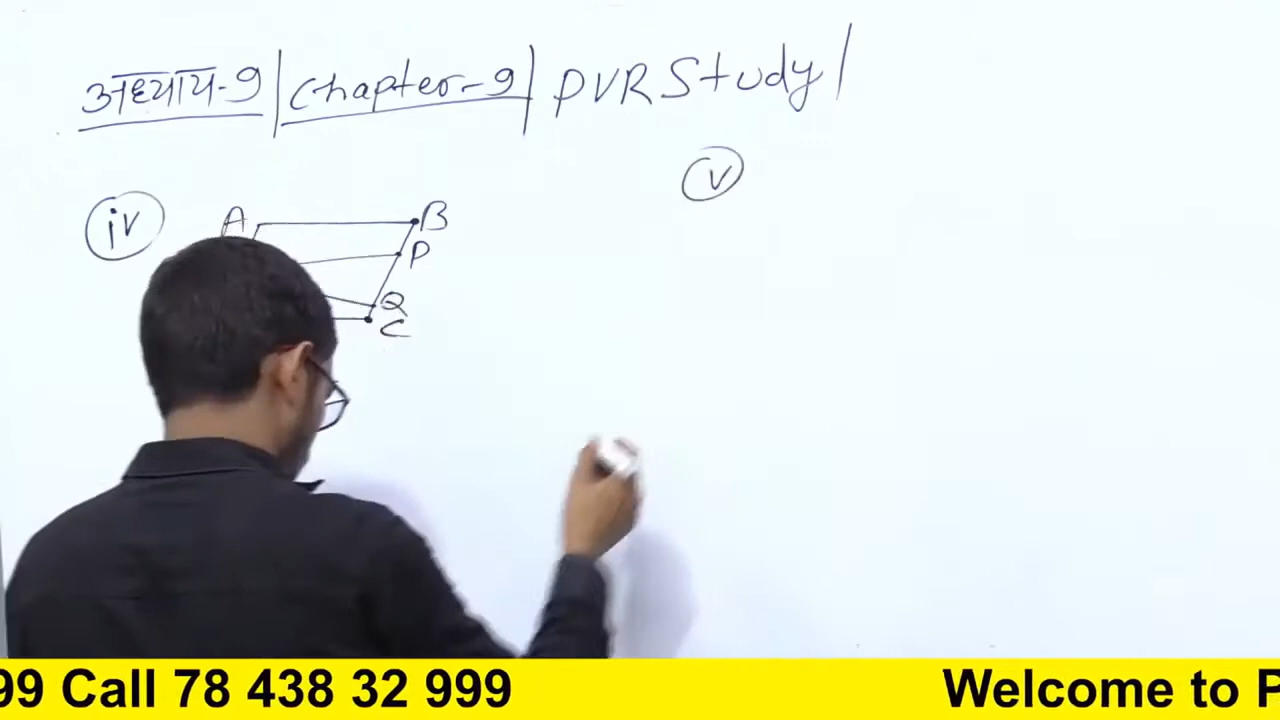 अध्याय-9 | Chapter-9 | PVR Study |
iv
v
A B
P
Q
C
99 Call 78 438 32 999 Welcome to P